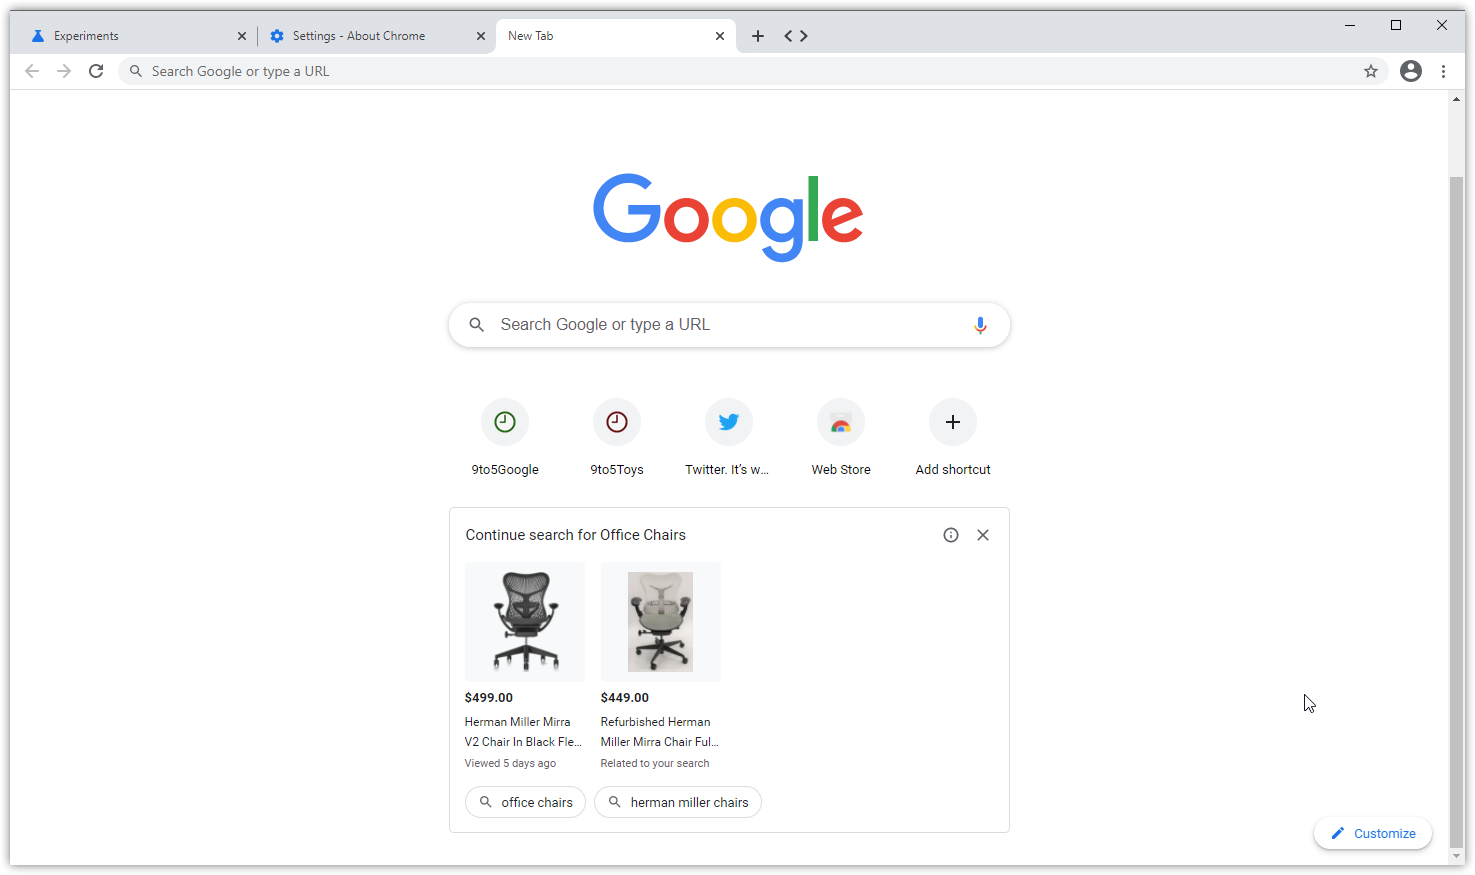 Experiments
Settings - About Chrome
New Tab
Search Google or type a URL
Google
Search Google or type a URL
9to5Google
9to5Toys
Twitter. It's w...
Web Store
Add shortcut
Continue search for Office Chairs
$499.00
Herman Miller Mirra
V2 Chair In Black Fle...
Viewed 5 days ago
$449.00
Refurbished Herman
Miller Mirra Chair Ful...
Related to your search
office chairs
herman miller chairs
Customize